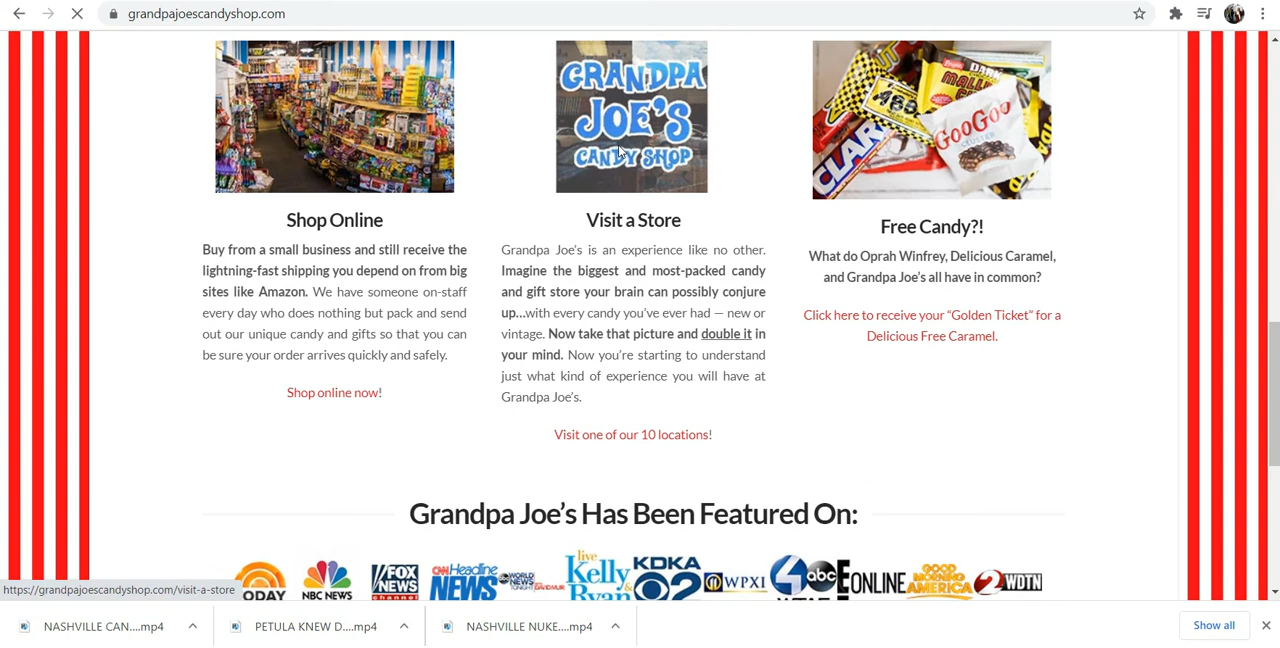 grandpajoescandyshop.com
GRANDPA
JOE'S
CANDY SHOP
CLARK
DARK
MALLO
GooGoo
CLUSTER
Shop Online
Buy from a small business and still receive the
lightning-fast shipping you depend on from big
sites like Amazon. We have someone on-staff
every day who does nothing but pack and send
out our unique candy and gifts so that you can
be sure your order arrives quickly and safely.
Shop online now!
Visit a Store
Grandpa Joe's is an experience like no other.
Imagine the biggest and most-packed candy
and gift store your brain can possibly conjure
up…with every candy you've ever had — new or
vintage. Now take that picture and double it in
your mind. Now you're starting to understand
just what kind of experience you will have at
Grandpa Joe's.
Visit one of our 10 locations!
Free Candy?!
What do Oprah Winfrey, Delicious Caramel,
and Grandpa Joe's all have in common?
Click here to receive your “Golden Ticket” for a
Delicious Free Caramel.
Grandpa Joe's Has Been Featured On:
TODAY
NBC NEWS
FOX
NEWS
channel
CNN Headline
NEWS
WORLD
NEWS
TONIGHT
DAVID MUIR
live
Kelly
Ryan
KDKA
02
WPXI
4 abc
E ONLINE
GOOD
MORNING
AMERICA
2 WDTN
https://grandpajoescandyshop.com/visit-a-store
NASHVILLE CAN....mp4
PETULA KNEW D....mp4
NASHVILLE NUKE....mp4
Show all